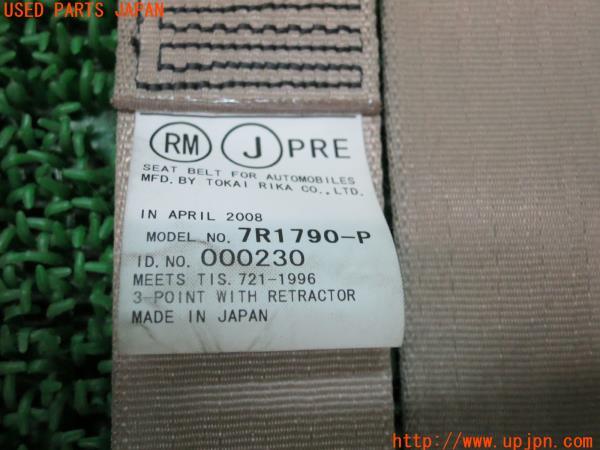 USED PARTS JAPAN
RM J PRE
SEAT BELT FOR AUTOMOBILES
MFD. BY TOKAI RIKA CO., LTD.
IN APRIL 2008
MODEL NO. 7R1790-P
ID. NO. 000230
MEETS TIS. 721-1996
3-POINT WITH RETRACTOR
MADE IN JAPAN
http://www.upjpn.com/